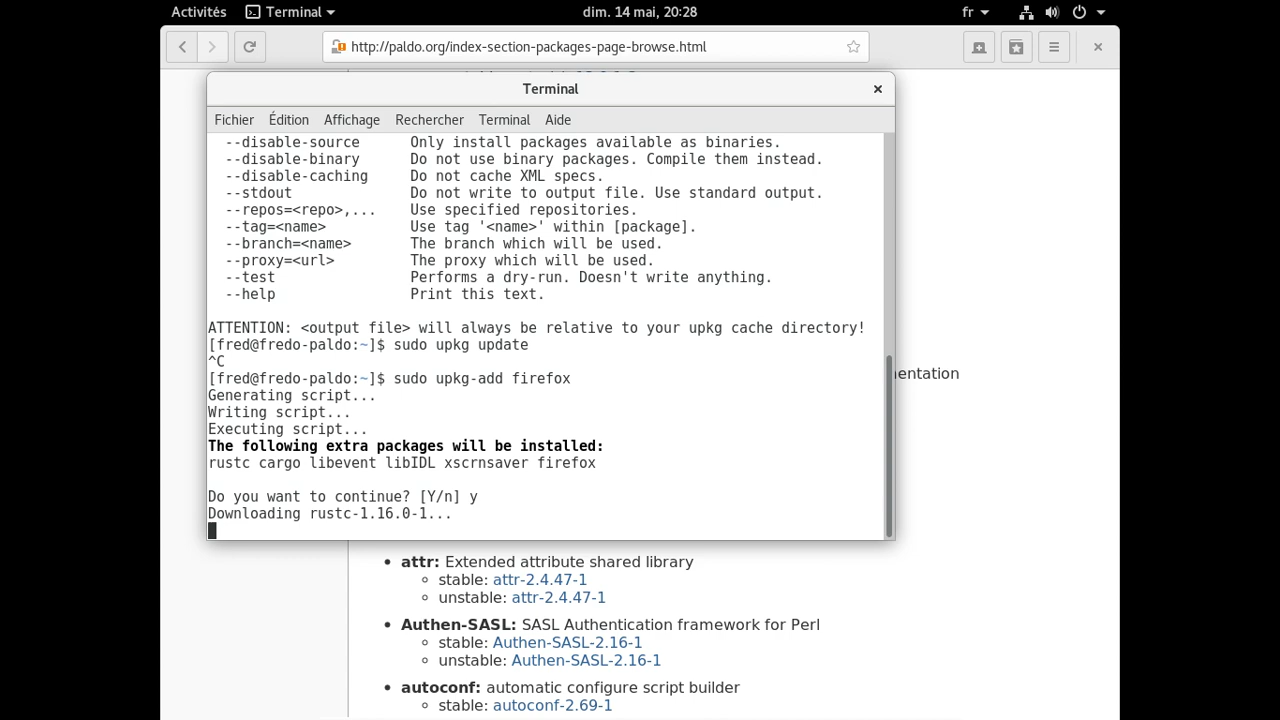 Activités Terminal dim. 14 mai, 20:28 fr
http://paldo.org/index-section-packages-page-browse.html
Terminal
Fichier Édition Affichage Rechercher Terminal Aide
--disable-source Only install packages available as binaries.
--disable-binary Do not use binary packages. Compile them instead.
--disable-caching Do not cache XML specs.
--stdout Do not write to output file. Use standard output.
--repos=<repo>,... Use specified repositories.
--tag=<name> Use tag '<name>' within [package].
--branch=<name> The branch which will be used.
--proxy=<url> The proxy which will be used.
--test Performs a dry-run. Doesn't write anything.
--help Print this text.
ATTENTION: <output file> will always be relative to your upkg cache directory!
[fred@fredo-paldo:~]$ sudo upkg update
^C
[fred@fredo-paldo:~]$ sudo upkg-add firefox
Generating script...
Writing script...
Executing script...
The following extra packages will be installed:
rustc cargo libevent libIDL xscrnsaver firefox
Do you want to continue? [Y/n] y
Downloading rustc-1.16.0-1...
entation
• attr: Extended attribute shared library
◦ stable: attr-2.4.47-1
◦ unstable: attr-2.4.47-1
• Authen-SASL: SASL Authentication framework for Perl
◦ stable: Authen-SASL-2.16-1
◦ unstable: Authen-SASL-2.16-1
• autoconf: automatic configure script builder
◦ stable: autoconf-2.69-1